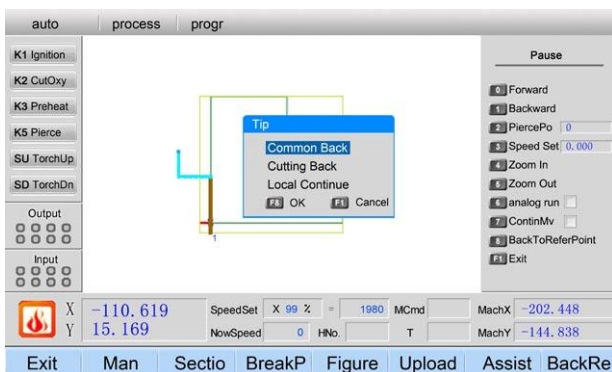 auto process progr
K1 Ignition
K2 CutOxy
K3 Preheat
K5 Pierce
SU TorchUp
SD TorchDn
Output
Input
1
Tip
Common Back
Cutting Back
Local Continue
F8 OK F1 Cancel
Pause
0 Forward
1 Backward
2 PiercePo 0
3 Speed Set 0.000
4 Zoom In
5 Zoom Out
6 analog run
7 ContinMv
8 BackToReferPoint
F1 Exit
X -110.619 SpeedSet X 99 % = 1980 MCmd MachX -202.448
Y 15.169 NowSpeed 0 HNo. T MachY -144.838
Exit Man Sectio BreakP Figure Upload Assist BackRe